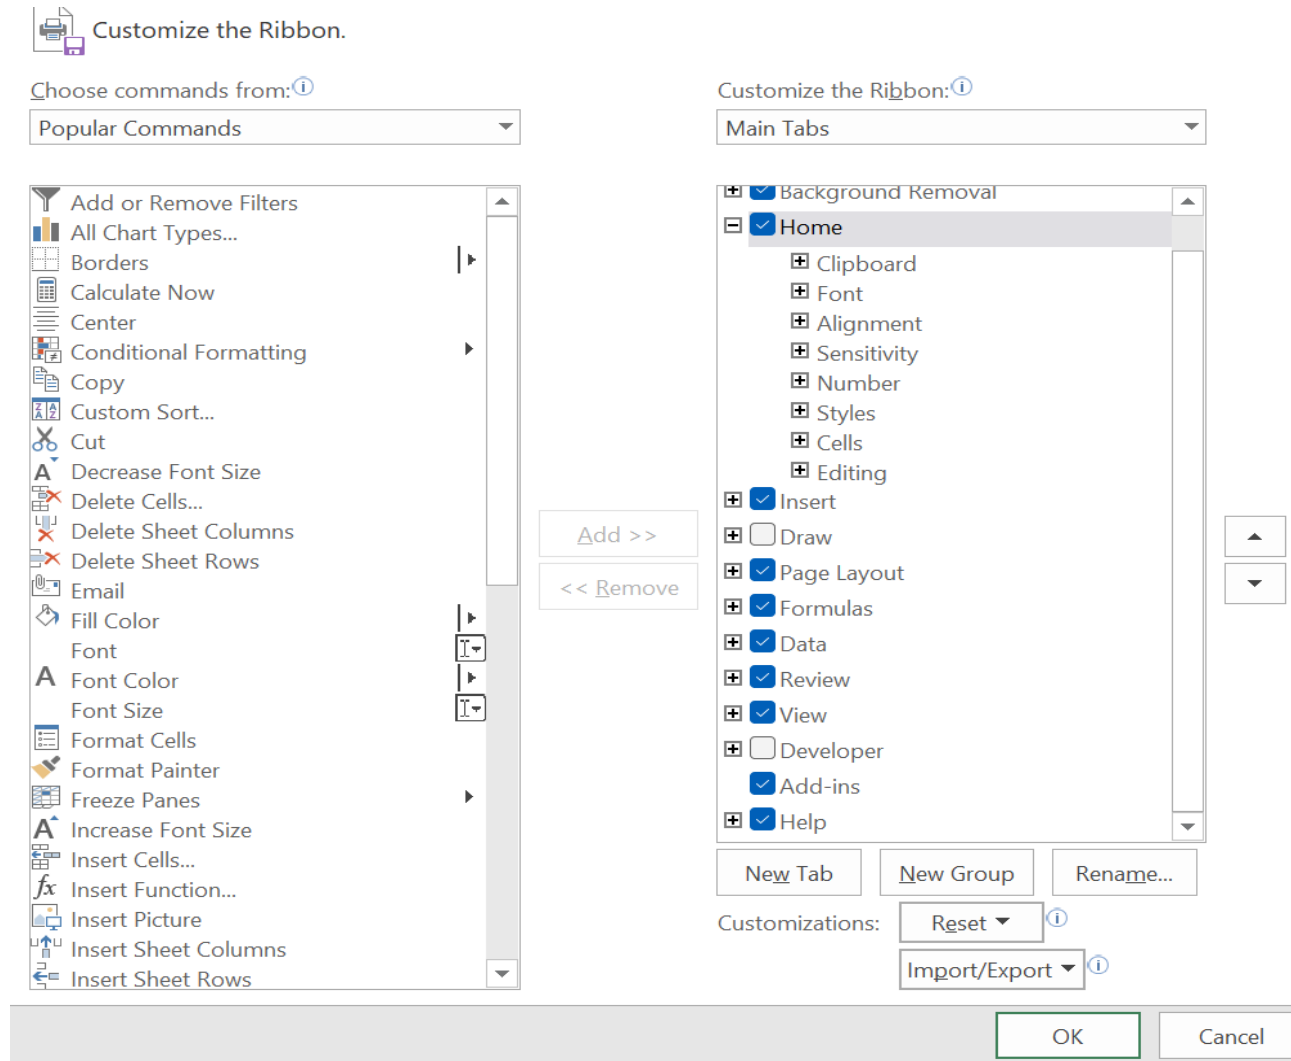 Customize the Ribbon.
Choose commands from:
Popular Commands
Add or Remove Filters
All Chart Types...
Borders
Calculate Now
Center
Conditional Formatting
Copy
Custom Sort...
Cut
Decrease Font Size
Delete Cells...
Delete Sheet Columns
Delete Sheet Rows
Email
Fill Color
Font
Font Color
Font Size
Format Cells
Format Painter
Freeze Panes
Increase Font Size
Insert Cells...
Insert Function...
Insert Picture
Insert Sheet Columns
Insert Sheet Rows
Add >>
<< Remove
Customize the Ribbon:
Main Tabs
Background Removal
Home
Clipboard
Font
Alignment
Sensitivity
Number
Styles
Cells
Editing
Insert
Draw
Page Layout
Formulas
Data
Review
View
Developer
Add-ins
Help
New Tab
New Group
Rename...
Customizations:
Reset
Import/Export
OK
Cancel